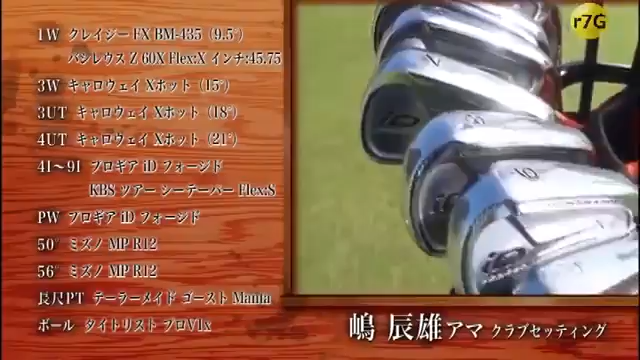 1W クレイジー FX BM-435（9.5°）
バシレウス Z 60X Flex:X インチ:45.75
3W キャロウェイ Xホット（15°）
3UT キャロウェイ Xホット（18°）
4UT キャロウェイ Xホット（21°）
4I～9I プロギア iD フォージド
KBS ツアー シーテーパー Flex:S
PW プロギア iD フォージド
50° ミズノ MP R12
56° ミズノ MP R12
長尺PT テーラーメイド ゴースト Manta
ボール タイトリスト プロV1x
r7G
嶋 辰雄アマ クラブセッティング